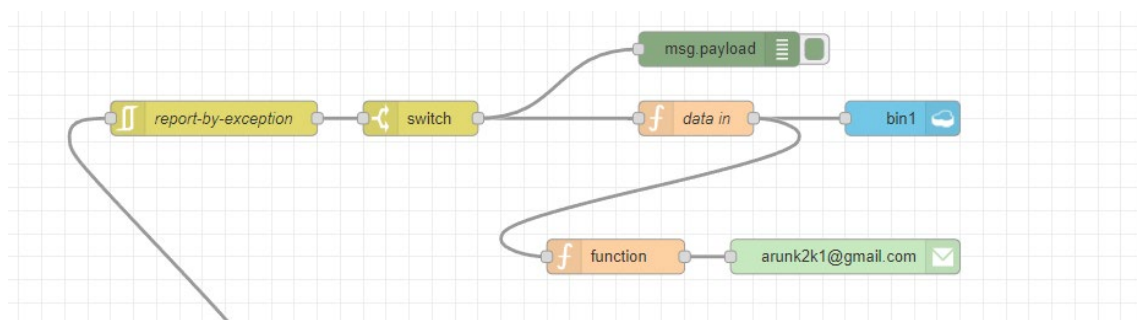 msg.payload
report-by-exception
switch
data in
bin1
function
arunk2k1@gmail.com